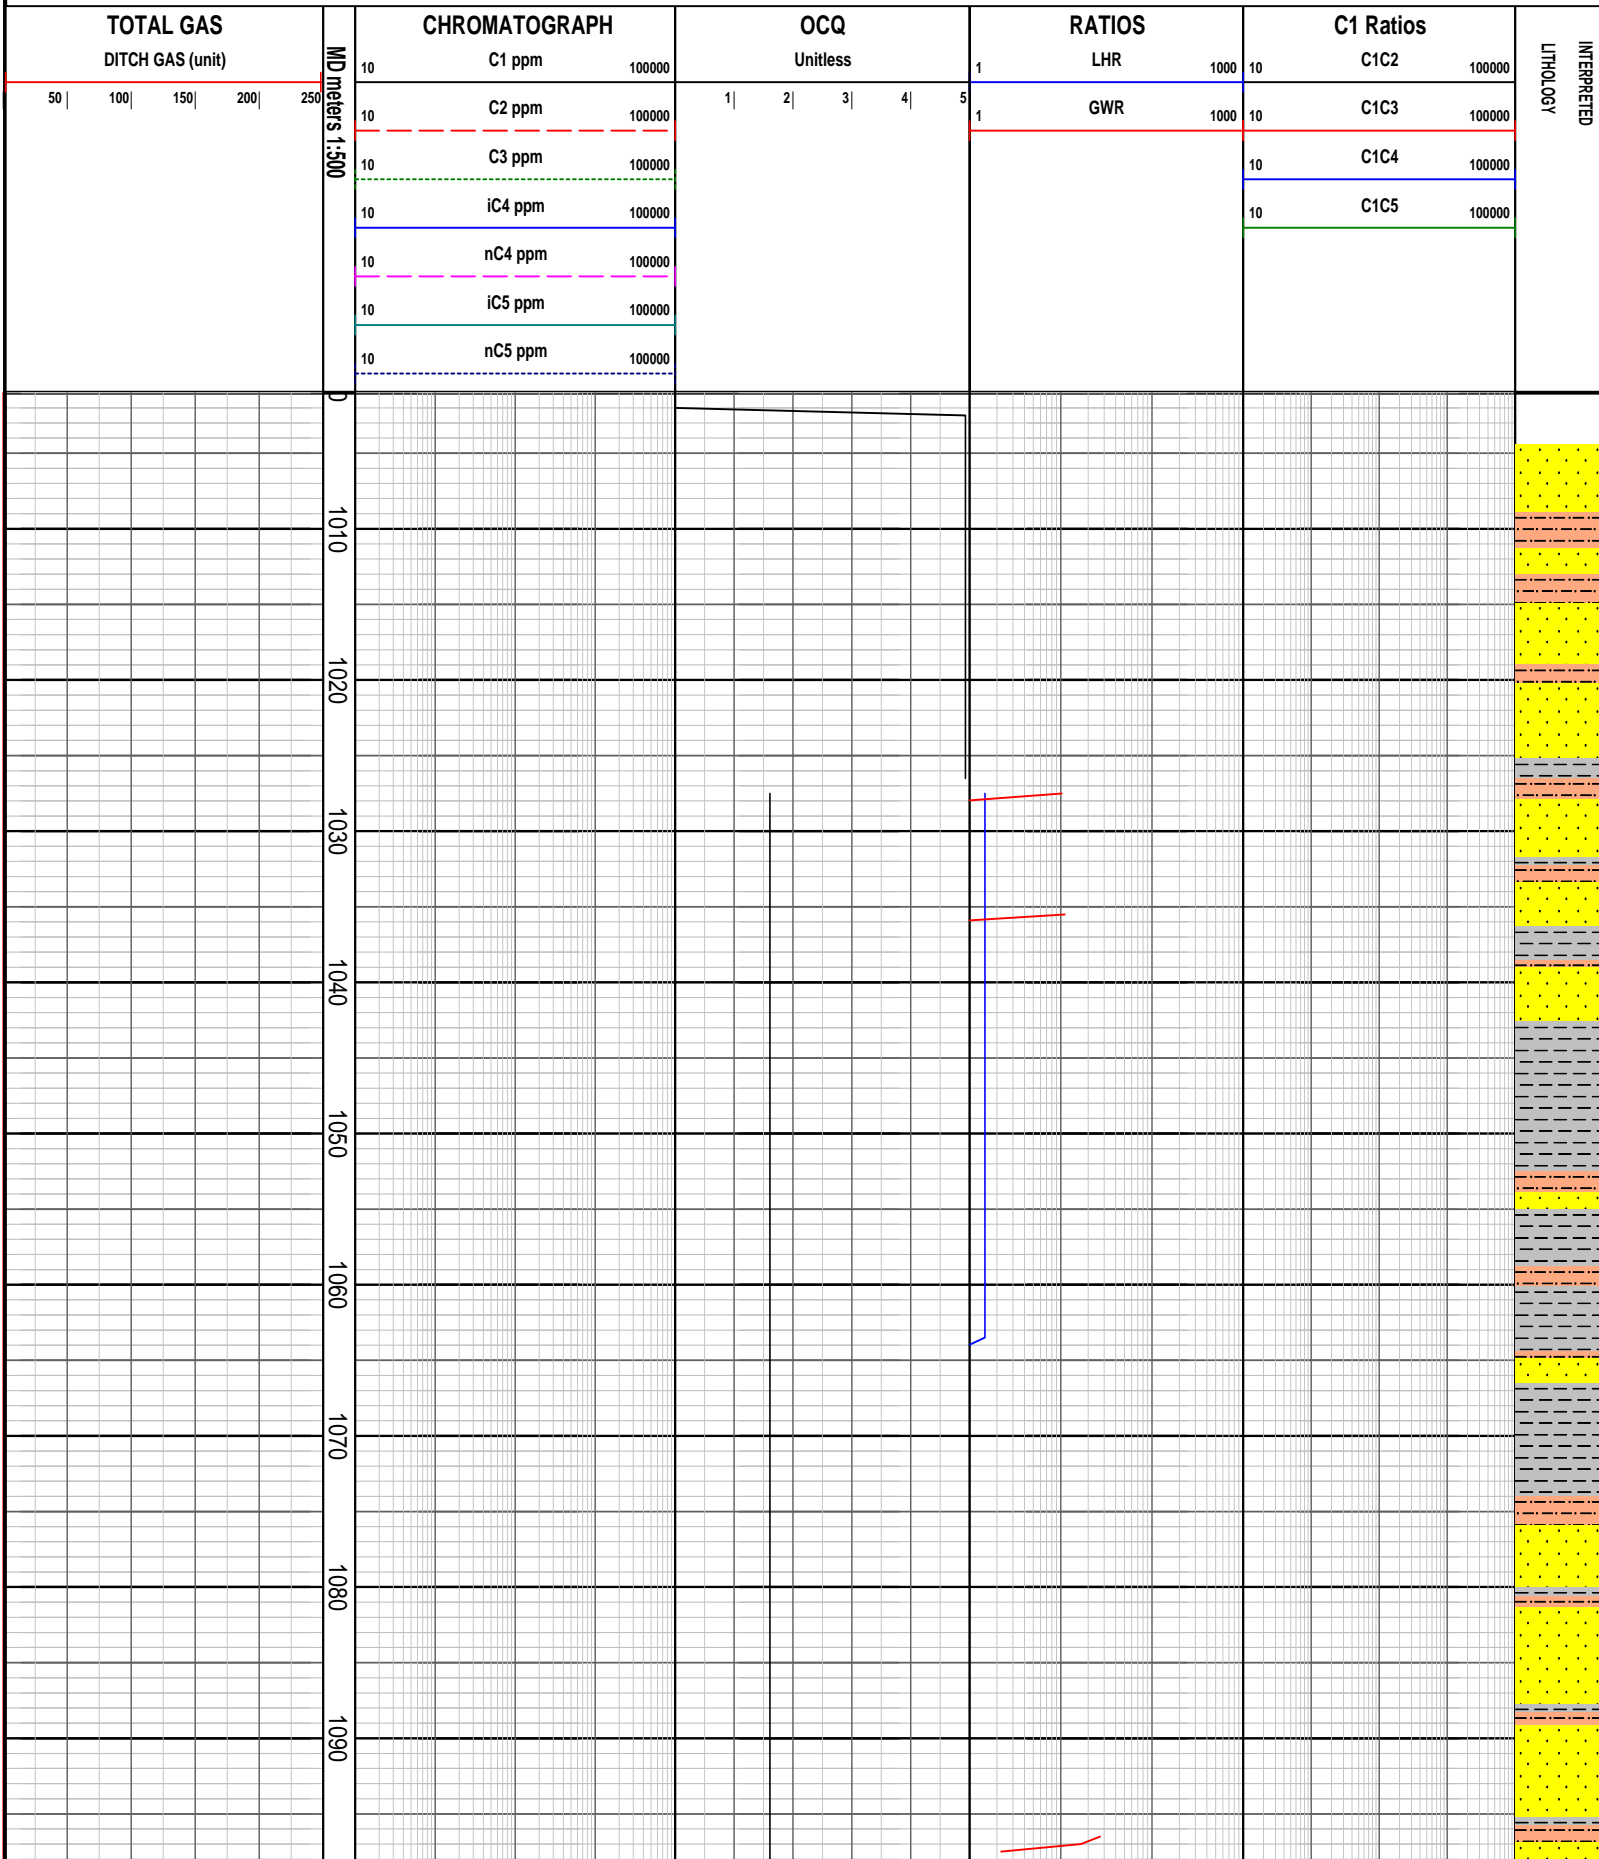 TOTAL GAS
DITCH GAS (unit)
50 100 150 200 250
MD meters 1:500
CHROMATOGRAPH
10 C1 ppm 100000
10 C2 ppm 100000
10 C3 ppm 100000
10 iC4 ppm 100000
10 nC4 ppm 100000
10 iC5 ppm 100000
10 nC5 ppm 100000
OCQ
Unitless
1 2 3 4 5
RATIOS
1 LHR 1000
1 GWR 1000
C1 Ratios
10 C1C2 100000
10 C1C3 100000
10 C1C4 100000
10 C1C5 100000
INTERPRETED
LITHOLOGY
1010
1020
1030
1040
1050
1060
1070
1080
1090